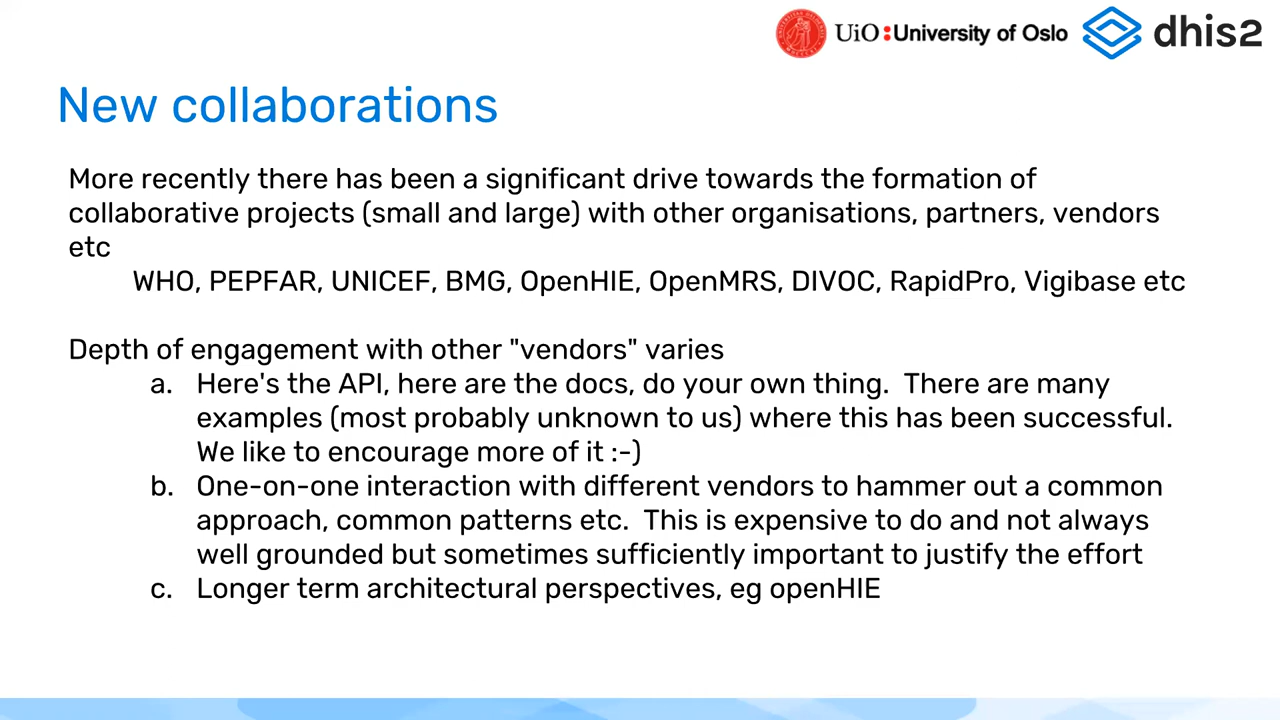 UiO:University of Oslo
dhis2
New collaborations
More recently there has been a significant drive towards the formation of
collaborative projects (small and large) with other organisations, partners, vendors
etc
WHO, PEPFAR, UNICEF, BMG, OpenHIE, OpenMRS, DIVOC, RapidPro, Vigibase etc
Depth of engagement with other "vendors" varies
a. Here's the API, here are the docs, do your own thing.  There are many
examples (most probably unknown to us) where this has been successful.
We like to encourage more of it :-)
b. One-on-one interaction with different vendors to hammer out a common
approach, common patterns etc.  This is expensive to do and not always
well grounded but sometimes sufficiently important to justify the effort
c. Longer term architectural perspectives, eg openHIE